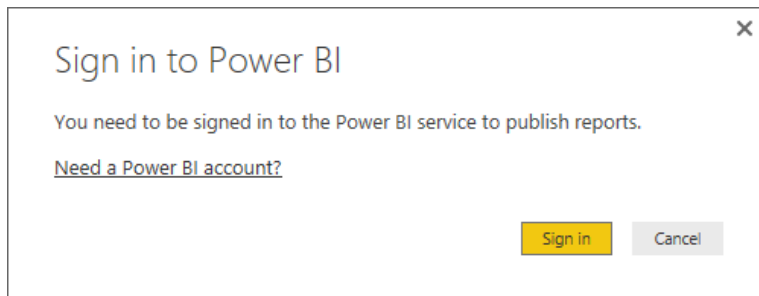 Sign in to Power BI
You need to be signed in to the Power BI service to publish reports.
Need a Power BI account?
Sign in Cancel